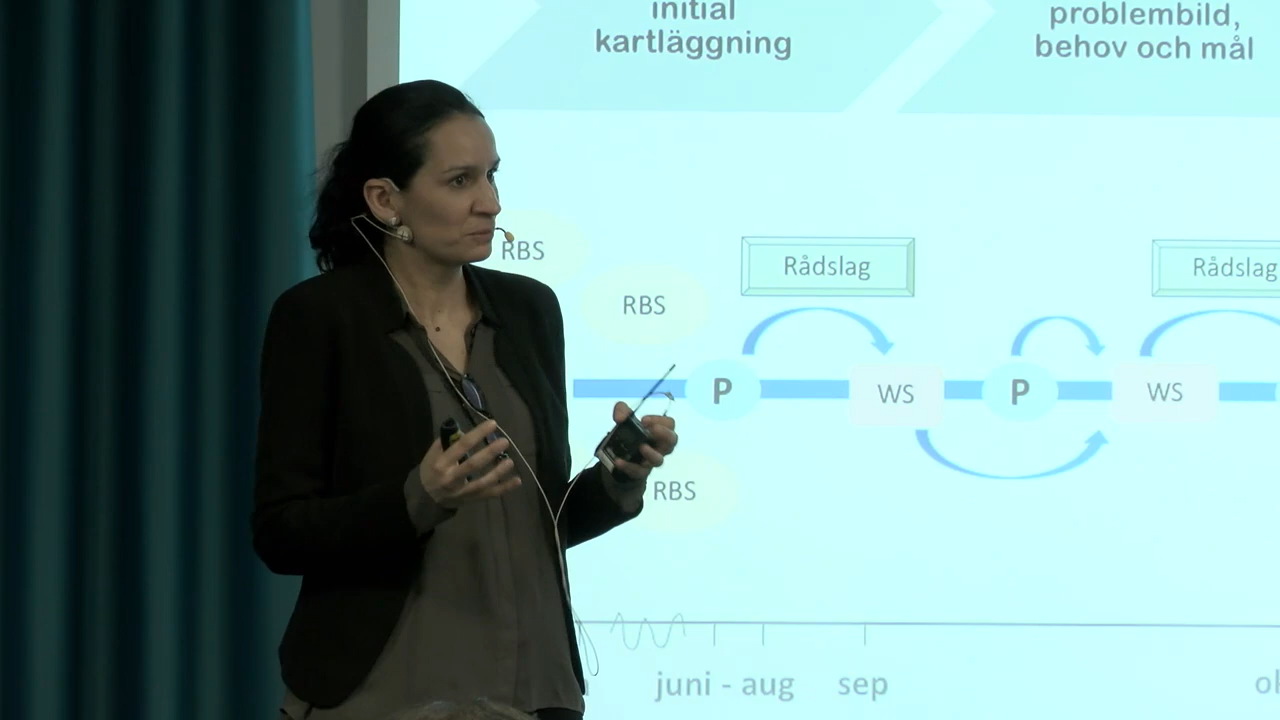 initial
kartläggning
problembild,
behov och mål
RBS
Rådslag
Rådslag
RBS
P
WS
P
WS
RBS
juni - aug
sep